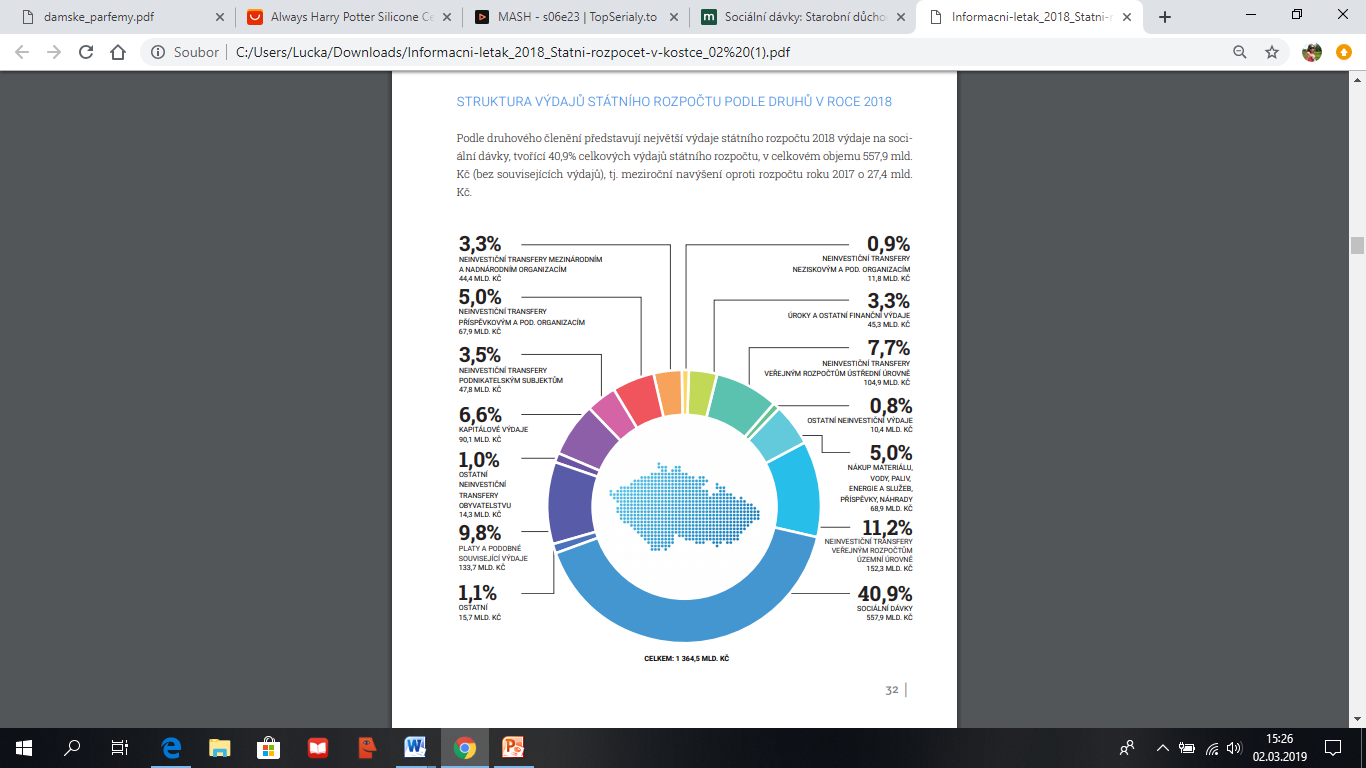 damske_parfemy.pdf
Always Harry Potter Silicone Ce
MASH - s06e23 | TopSerialy.to
Sociální dávky: Starobní důcho
Informacni-letak_2018_Statni-r
Soubor
C:/Users/Lucka/Downloads/Informacni-letak_2018_Statni-rozpocet-v-kostce_02%20(1).pdf
STRUKTURA VÝDAJŮ STÁTNÍHO ROZPOČTU PODLE DRUHŮ V ROCE 2018
Podle druhového členění představují největší výdaje státního rozpočtu 2018 výdaje na soci-
ální dávky, tvořící 40,9% celkových výdajů státního rozpočtu, v celkovém objemu 557,9 mld.
Kč (bez souvisejících výdajů), tj. meziroční navýšení oproti rozpočtu roku 2017 o 27,4 mld.
Kč.
3,3%
NEINVESTIČNÍ TRANSFERY MEZINÁRODNÍM
A NADNÁRODNÍM ORGANIZACÍM
44,4 MLD. KČ
5,0%
NEINVESTIČNÍ TRANSFERY
PŘÍSPĚVKOVÝM A POD. ORGANIZACÍM
67,9 MLD. KČ
3,5%
NEINVESTIČNÍ TRANSFERY
PODNIKATELSKÝM SUBJEKTŮM
47,8 MLD. KČ
6,6%
KAPITÁLOVÉ VÝDAJE
90,1 MLD. KČ
1,0%
OSTATNÍ
NEINVESTIČNÍ
TRANSFERY
OBYVATELSTVU
14,3 MLD. KČ
9,8%
PLATY A PODOBNÉ
SOUVISEJÍCÍ VÝDAJE
133,7 MLD. KČ
1,1%
OSTATNÍ
15,7 MLD. KČ
0,9%
NEINVESTIČNÍ TRANSFERY
NEZISKOVÝM A POD. ORGANIZACÍM
11,8 MLD. KČ
3,3%
ÚROKY A OSTATNÍ FINANČNÍ VÝDAJE
45,3 MLD. KČ
7,7%
NEINVESTIČNÍ TRANSFERY
VEŘEJNÝM ROZPOČTŮM ÚSTŘEDNÍ ÚROVNĚ
104,9 MLD. KČ
0,8%
OSTATNÍ NEINVESTIČNÍ VÝDAJE
10,4 MLD. KČ
5,0%
NÁKUP MATERIÁLU,
VODY, PALIV,
ENERGIE A SLUŽEB,
PŘÍSPĚVKY, NÁHRADY
68,9 MLD. KČ
11,2%
NEINVESTIČNÍ TRANSFERY
VEŘEJNÝM ROZPOČTŮM
ÚZEMNÍ ÚROVNĚ
152,3 MLD. KČ
40,9%
SOCIÁLNÍ DÁVKY
557,9 MLD. KČ
CELKEM: 1 364,5 MLD. KČ
32
15:26
02.03.2019